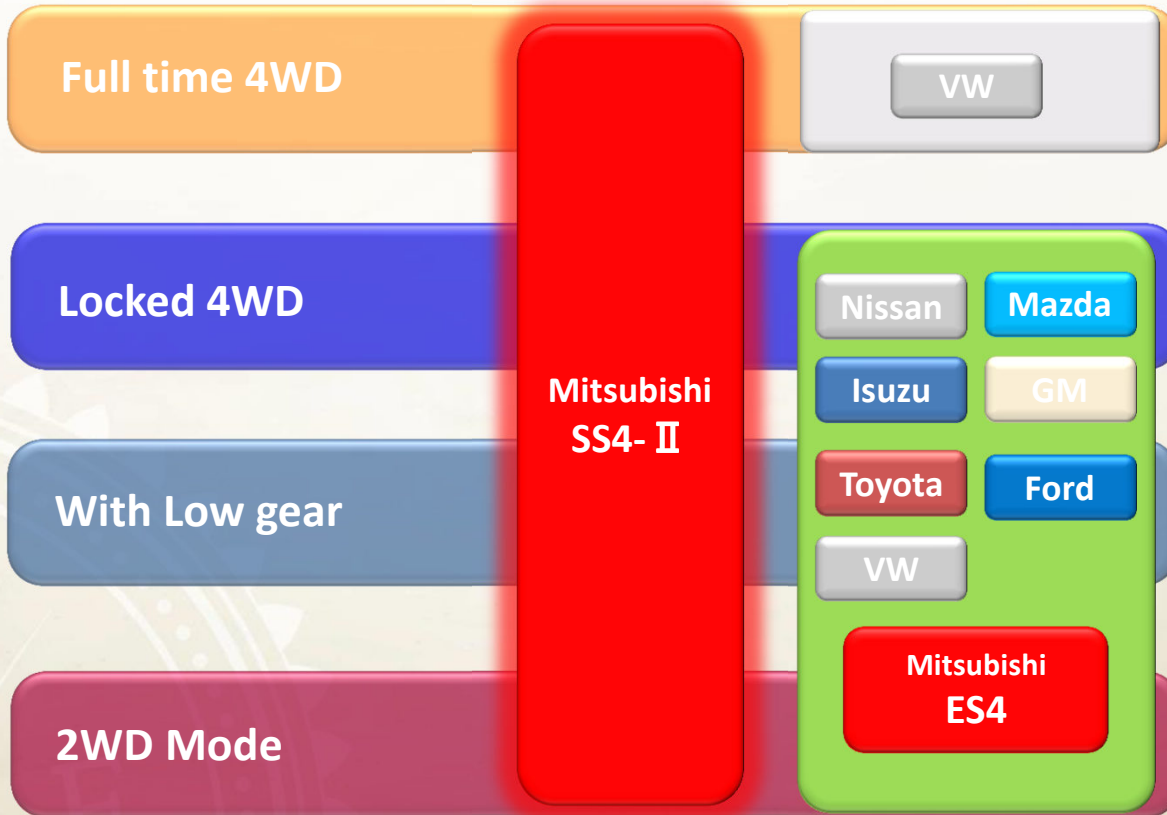 Full time 4WD
VW
Locked 4WD
Nissan
Mazda
Isuzu
GM
Mitsubishi
SS4-Ⅱ
With Low gear
Toyota
Ford
VW
Mitsubishi
ES4
2WD Mode